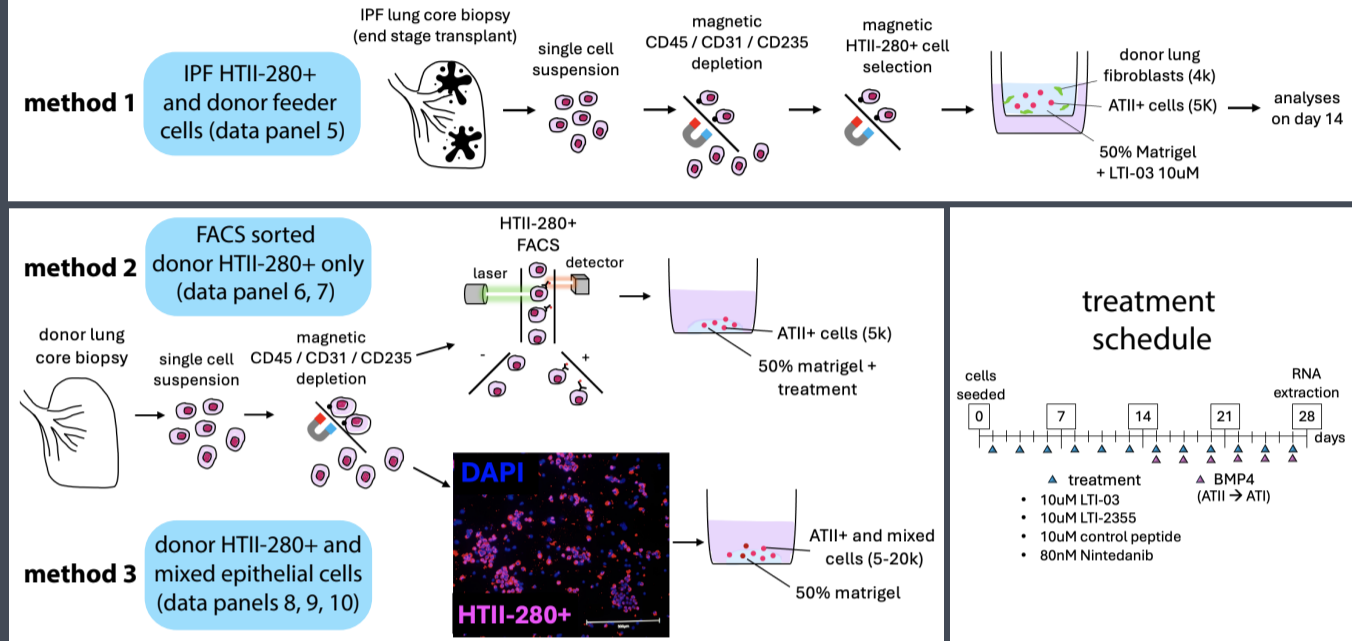 method 1
IPF HTII-280+
and donor feeder
cells (data panel 5)
IPF lung core biopsy
(end stage transplant)
single cell
suspension
magnetic
CD45 / CD31 / CD235
depletion
magnetic
HTII-280+ cell
selection
donor lung
fibroblasts (4k)
ATII+ cells (5K)
50% Matrigel
+ LTI-03 10uM
analyses
on day 14
method 2
FACS sorted
donor HTII-280+ only
(data panel 6, 7)
donor lung
core biopsy
single cell
suspension
magnetic
CD45 / CD31 / CD235
depletion
HTII-280+
FACS
laser
detector
-
+
ATII+ cells (5k)
50% matrigel +
treatment
method 3
donor HTII-280+ and
mixed epithelial cells
(data panels 8, 9, 10)
DAPI
HTII-280+
ATII+ and mixed
cells (5-20k)
50% matrigel
treatment
schedule
cells
seeded
RNA
extraction
0 7 14 21 28
days
treatment
• 10uM LTI-03
• 10uM LTI-2355
• 10uM control peptide
• 80nM Nintedanib
BMP4
(ATII → ATI)